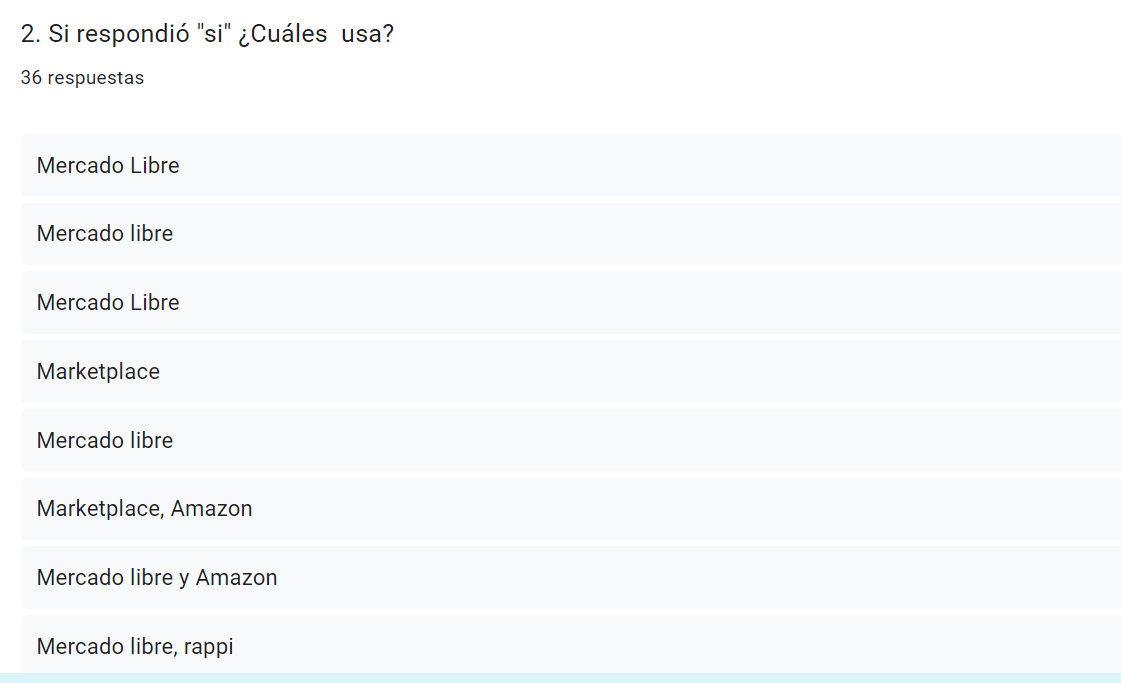 2. Si respondió "si" ¿Cuáles  usa?
36 respuestas
Mercado Libre
Mercado libre
Mercado Libre
Marketplace
Mercado libre
Marketplace, Amazon
Mercado libre y Amazon
Mercado libre, rappi